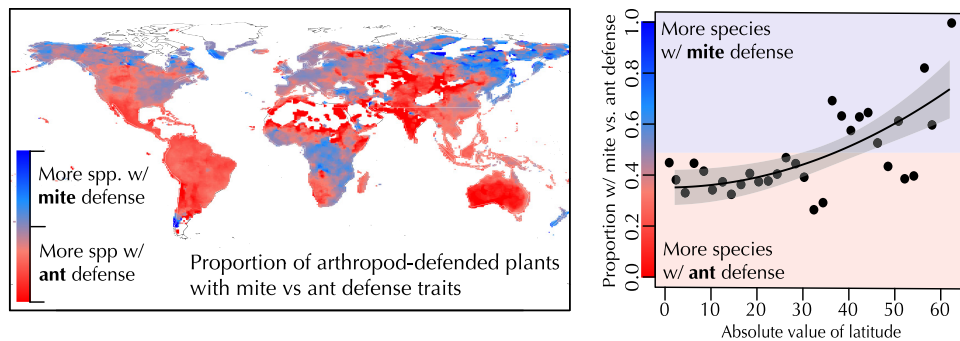 More spp. w/
mite defense
More spp w/
ant defense
Proportion of arthropod-defended plants
with mite vs ant defense traits
Proportion w/ mite vs. ant defense
0.0 0.2 0.4 0.6 0.8 1.0
More species
w/ mite defense
More species
w/ ant defense
0 10 20 30 40 50 60
Absolute value of latitude